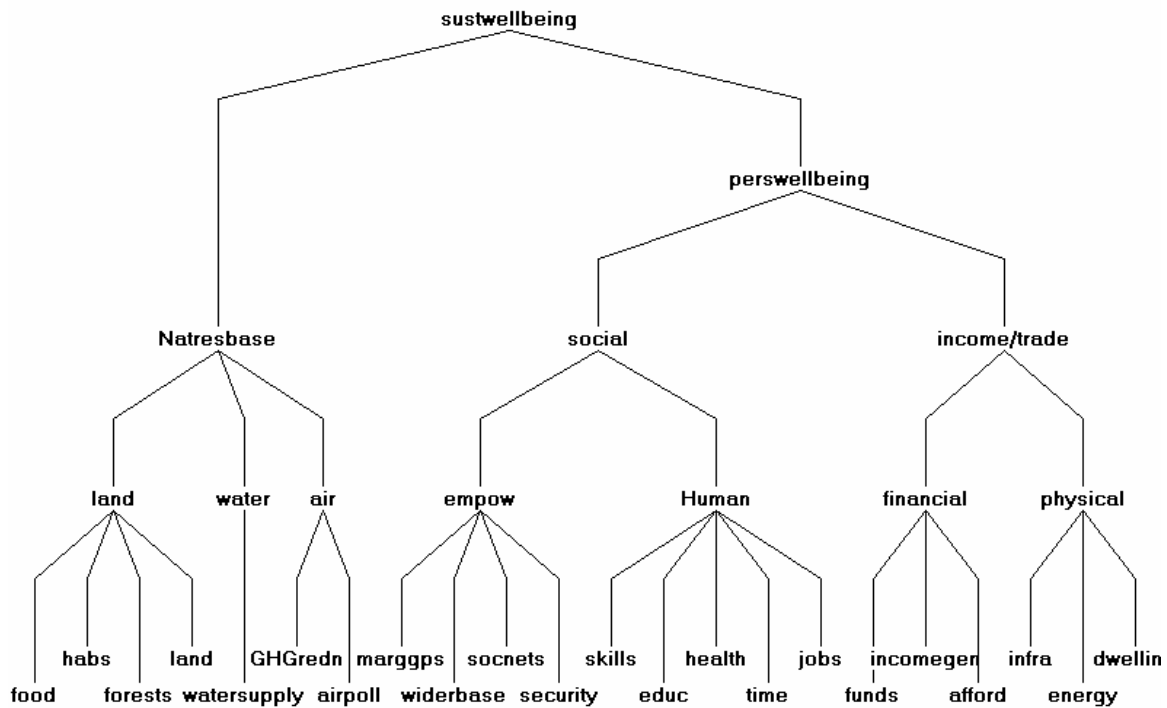 sustwellbeing
perswellbeing
Natresbase social income/trade
land water air empow Human financial physical
habs land GHGredn marggps socnets skills health jobs incomegen infra dwellin
food forests watersupply airpoll widerbase security educ time funds afford energy